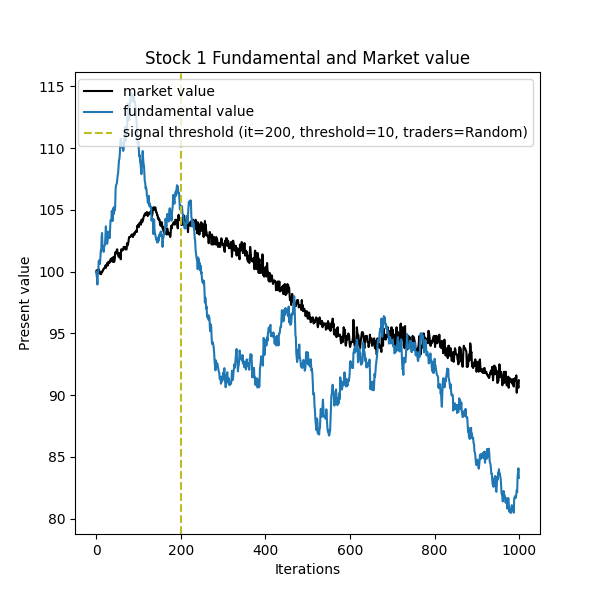 Stock 1 Fundamental and Market value
market value
fundamental value
signal threshold (it=200, threshold=10, traders=Random)
115
110
105
100
95
90
85
80
Present value
0 200 400 600 800 1000
Iterations